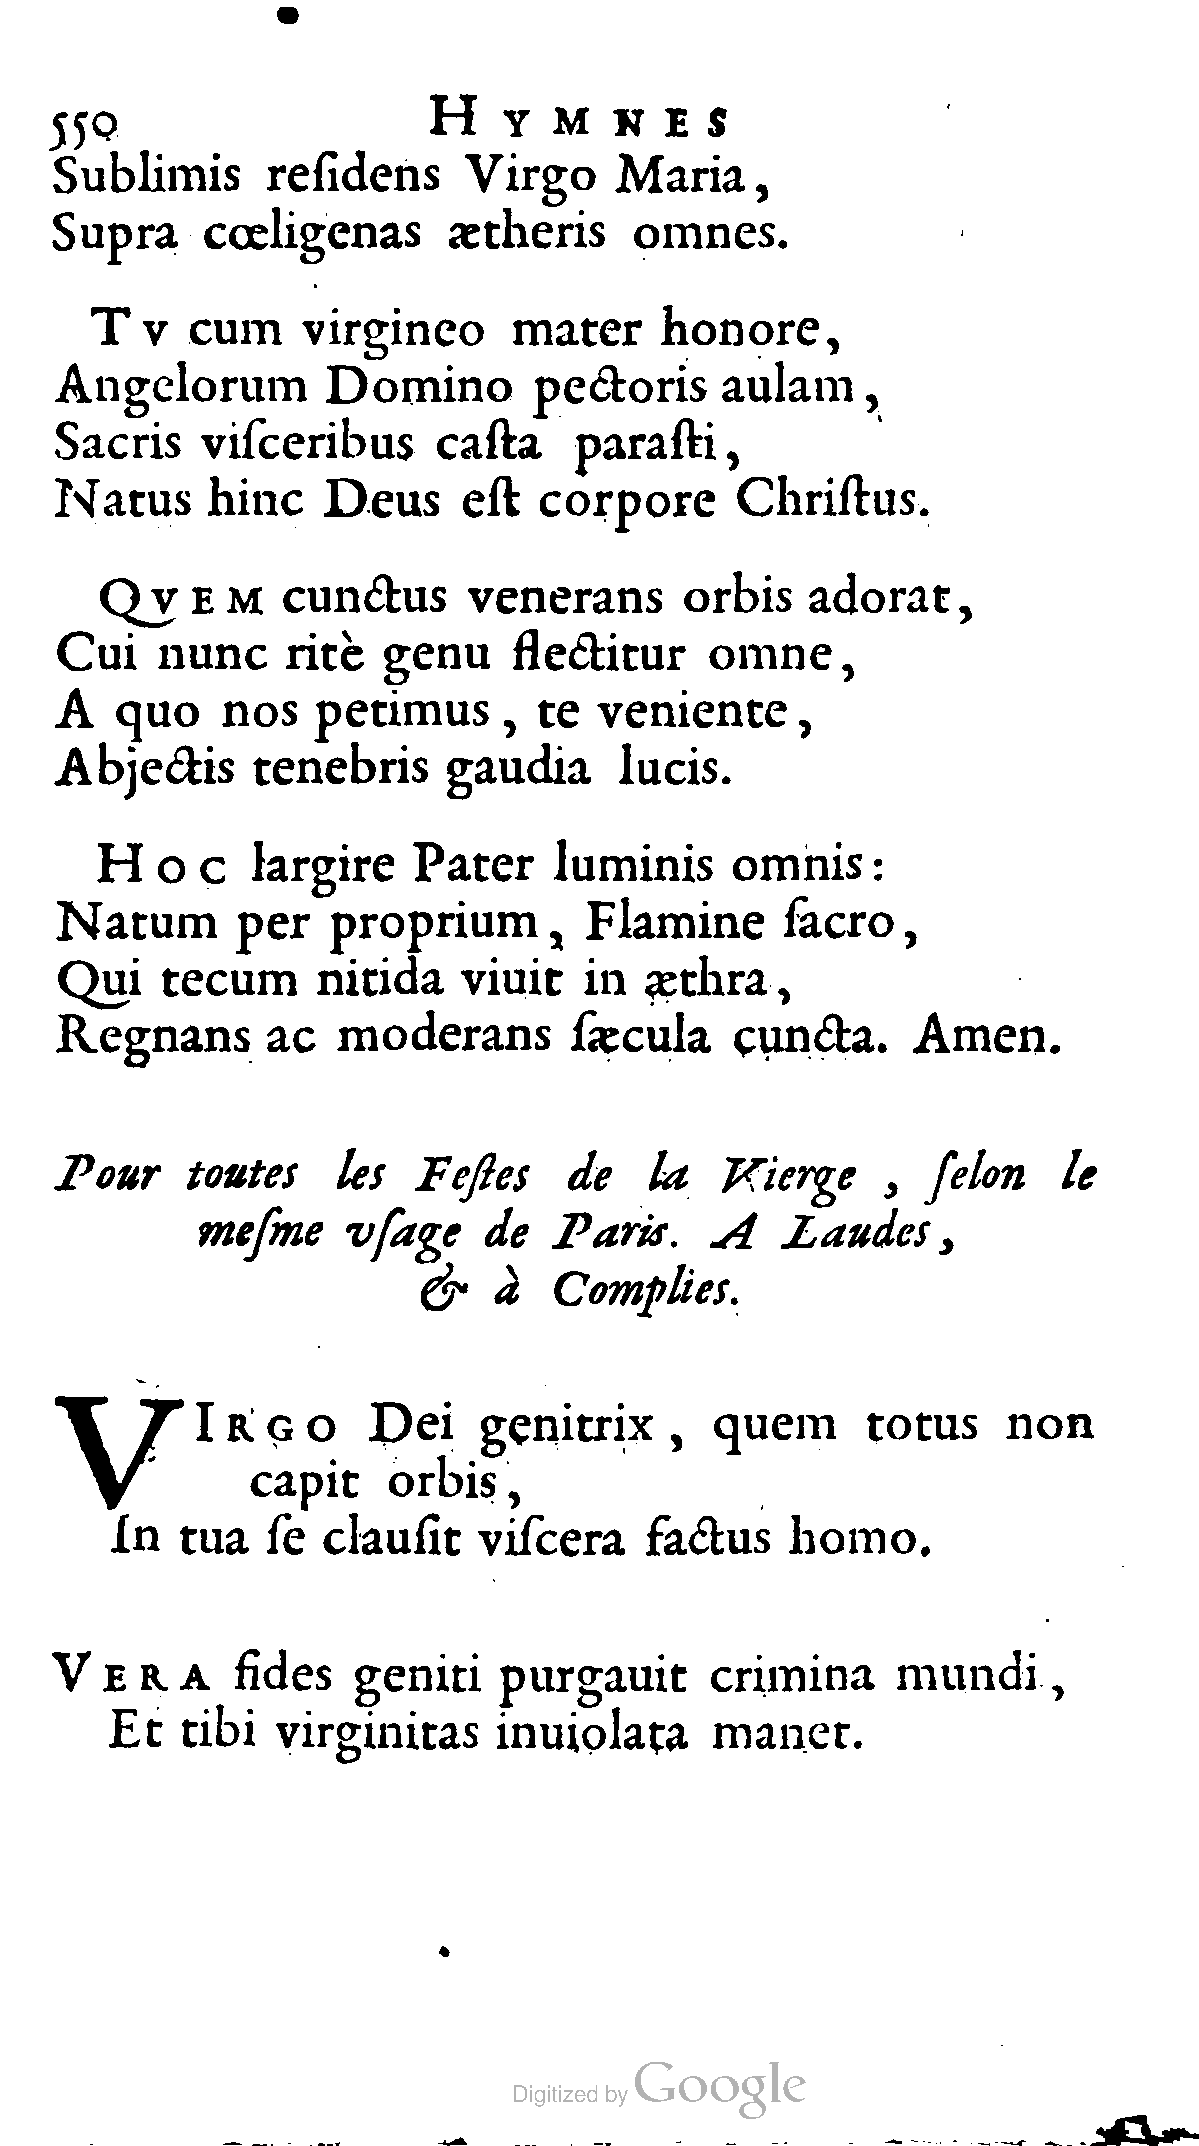 550 HYMNES
Sublimis reſidens Virgo Maria,
Supra cœligenas ætheris omnes.
TV cum virgineo mater honore,
Angelorum Domino pectoris aulam,
Sacris viſceribus caſta paraſti,
Natus hinc Deus eſt corpore Chriſtus.
QVEM cunctus venerans orbis adorat,
Cui nunc ritè genu flectitur omne,
A quo nos petimus, te veniente,
Abjectis tenebris gaudia lucis.
HOC largire Pater luminis omnis:
Natum per proprium, Flamine ſacro,
Qui tecum nitida viuit in æthra,
Regnans ac moderans ſæcula cuncta. Amen.
Pour toutes les Feſtes de la Vierge, ſelon le
meſme vſage de Paris. A Laudes,
& à Complies.
VIRGO Dei genitrix, quem totus non
capit orbis,
In tua ſe clauſit viſcera factus homo.
VERA fides geniti purgauit crimina mundi,
Et tibi virginitas inuiolata manet.
Digitized by Google